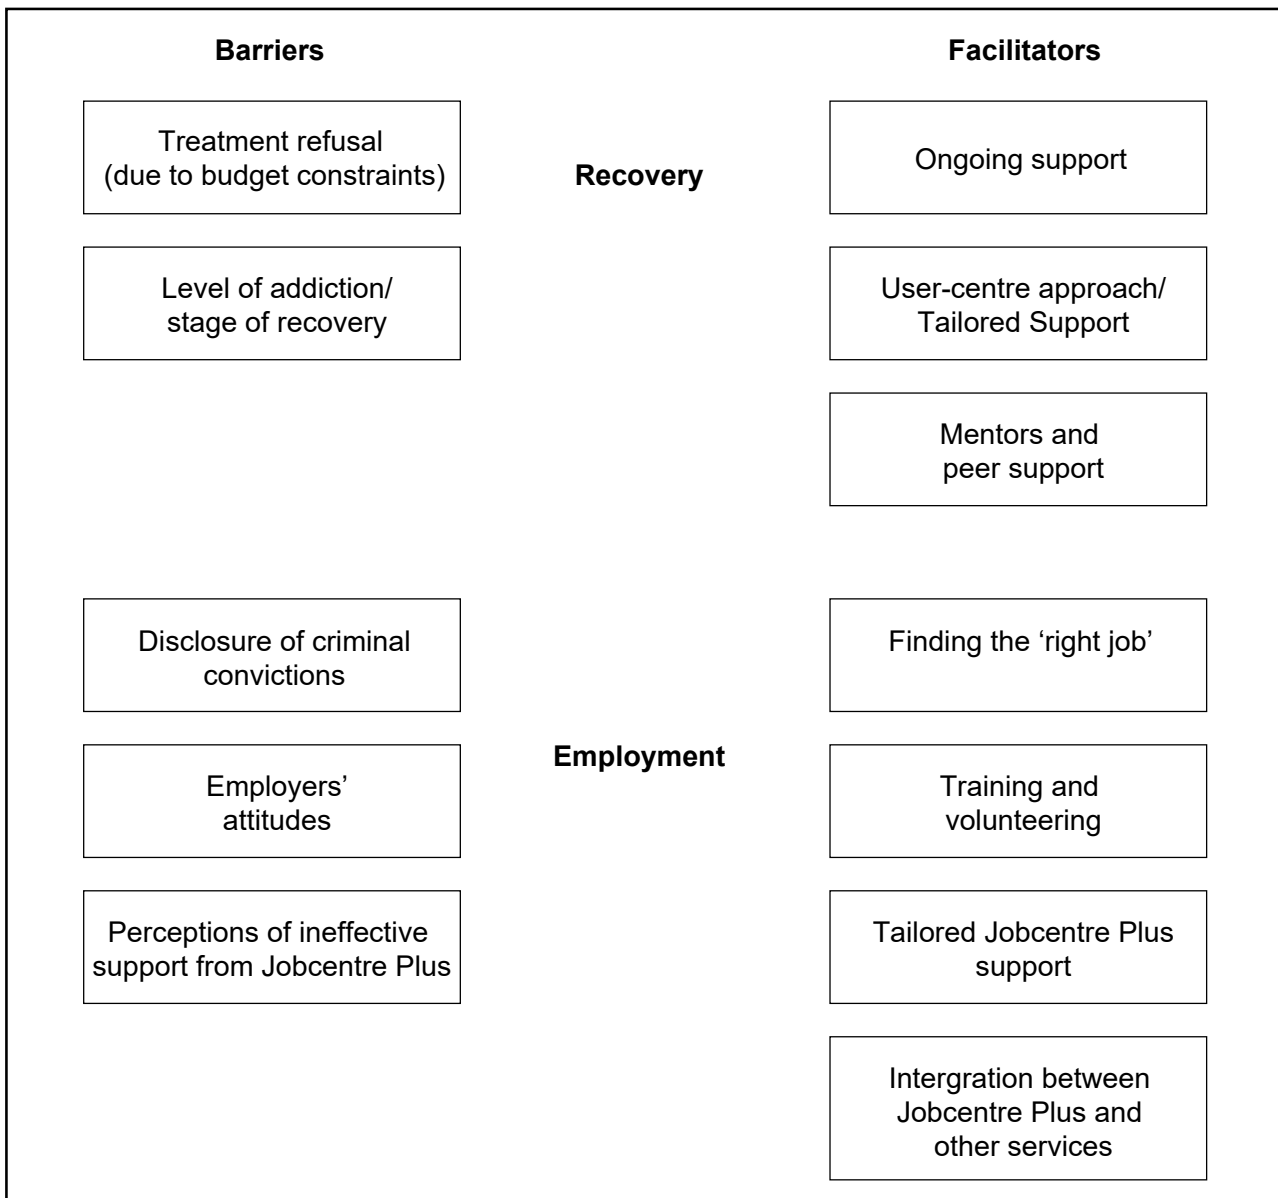 Barriers
Facilitators
Treatment refusal
(due to budget constraints)
Recovery
Ongoing support
Level of addiction/
stage of recovery
User-centre approach/
Tailored Support
Mentors and
peer support
Disclosure of criminal
convictions
Finding the ‘right job’
Employers’
attitudes
Employment
Training and
volunteering
Perceptions of ineffective
support from Jobcentre Plus
Tailored Jobcentre Plus
support
Intergration between
Jobcentre Plus and
other services